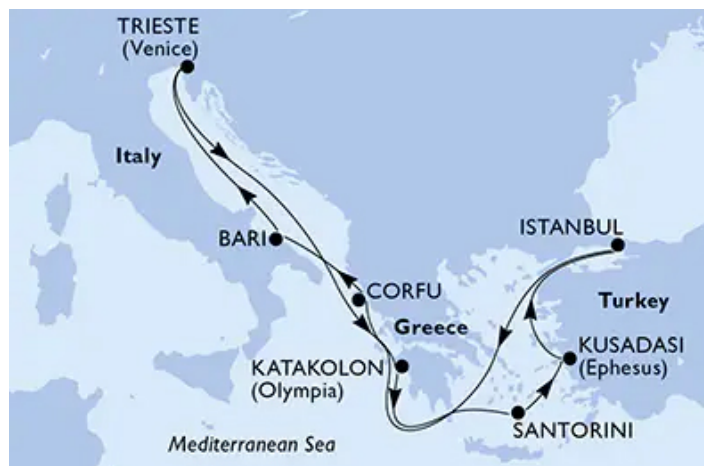 TRIESTE
(Venice)
Italy
ISTANBUL
BARI
CORFU
Turkey
Greece
KUSADASI
(Ephesus)
KATAKOLON
(Olympia)
SANTORINI
Mediterranean Sea